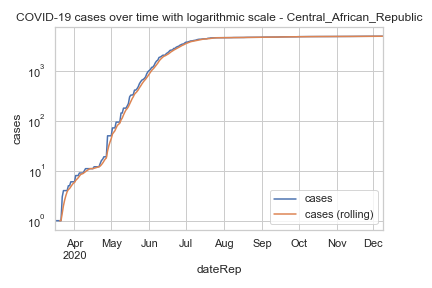 COVID-19 cases over time with logarithmic scale - Central_African_Republic
10³
10²
10¹
10⁰
cases
cases
cases (rolling)
Apr May Jun Jul Aug Sep Oct Nov Dec
2020
dateRep